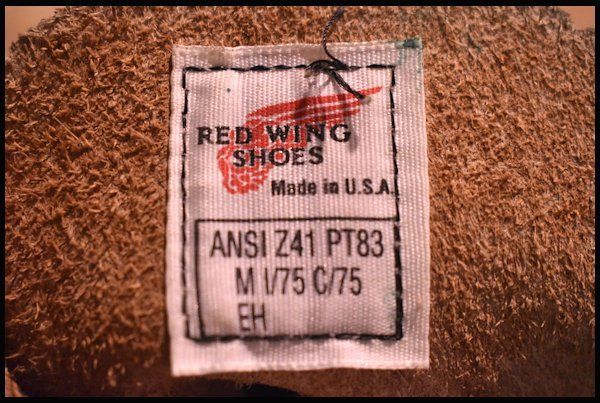 RED WING
SHOES
Made in U.S.A.
ANSI Z41 PT83
M I/75 C/75
EH